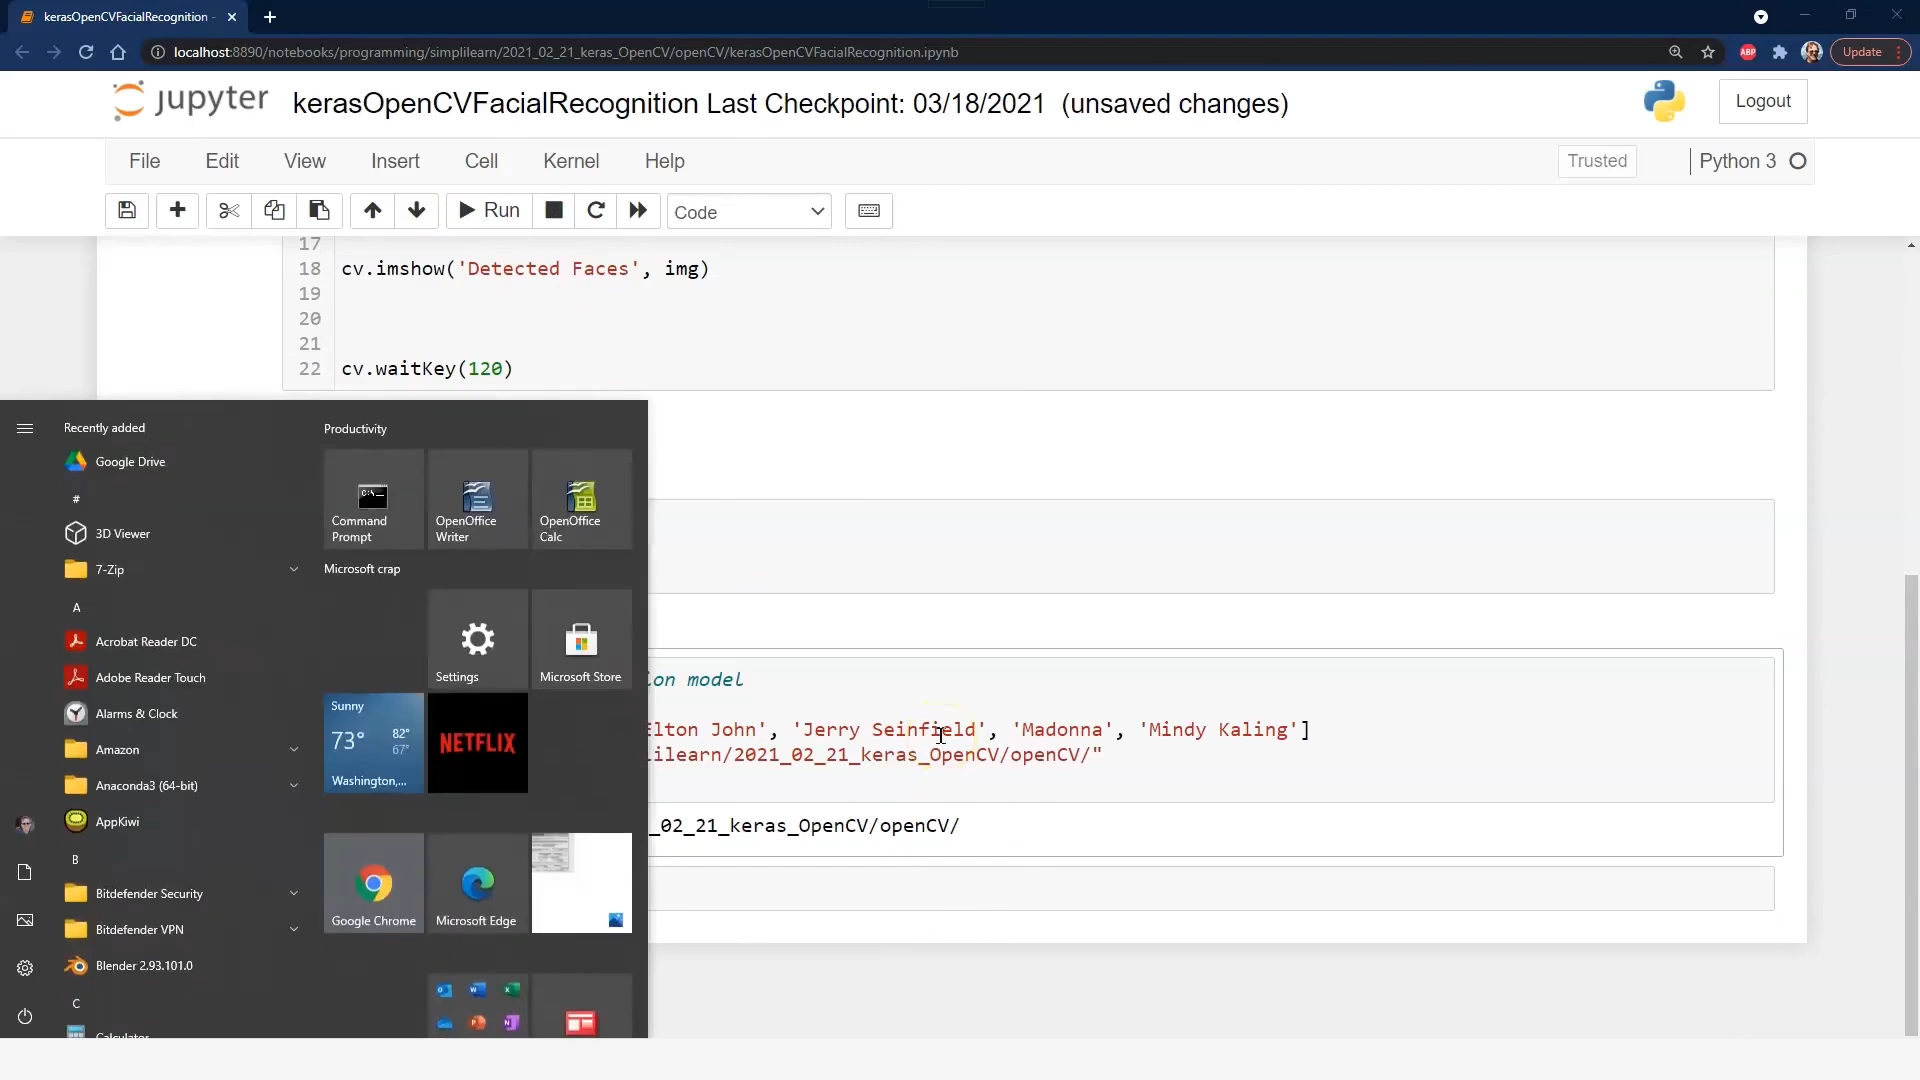 kerasOpenCVFacialRecognition -
localhost:8890/notebooks/programming/simplilearn/2021_02_21_keras_OpenCV/openCV/kerasOpenCVFacialRecognition.ipynb
ABP
Update
jupyter kerasOpenCVFacialRecognition Last Checkpoint: 03/18/2021 (unsaved changes)
Logout
File Edit View Insert Cell Kernel Help
Trusted
Python 3
Run
Code
17
18 cv.imshow('Detected Faces', img)
19
20
21
22 cv.waitKey(120)
Recently added
Google Drive
#
3D Viewer
7-Zip
A
Acrobat Reader DC
Adobe Reader Touch
Alarms & Clock
Amazon
Anaconda3 (64-bit)
AppKiwi
B
Bitdefender Security
Bitdefender VPN
Blender 2.93.101.0
C
Calculator
Productivity
Command
Prompt
OpenOffice
Writer
OpenOffice
Calc
Microsoft crap
Settings
Microsoft Store
Sunny
73° 82°
67°
Washington,...
NETFLIX
Google Chrome
Microsoft Edge
ion model
Elton John', 'Jerry Seinfield', 'Madonna', 'Mindy Kaling']
lilearn/2021_02_21_keras_OpenCV/openCV/"
_02_21_keras_OpenCV/openCV/